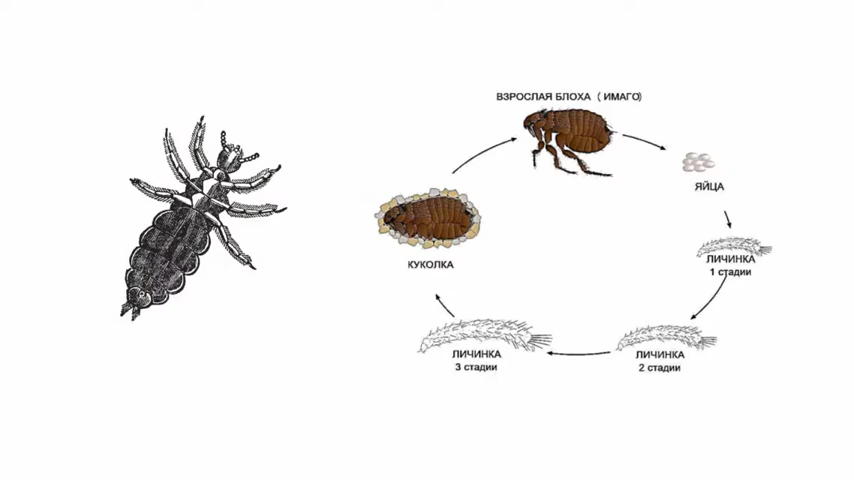 ВЗРОСЛАЯ БЛОХА ( ИМАГО)
ЯЙЦА
ЛИЧИНКА
1 стадии
ЛИЧИНКА
2 стадии
ЛИЧИНКА
3 стадии
КУКОЛКА